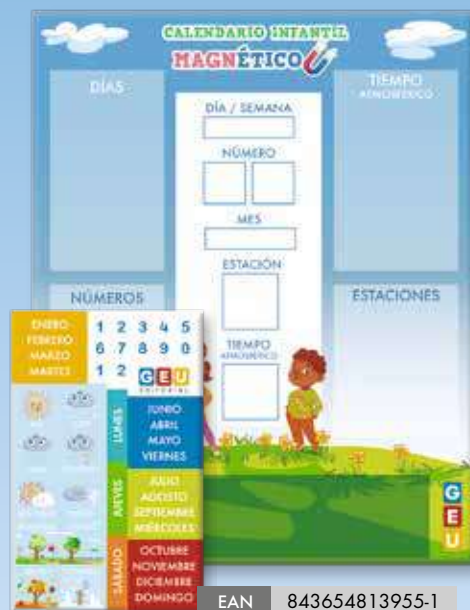 CALENDARIO INFANTIL
MAGNÉTICO
DÍAS
TIEMPO
ATMOSFÉRICO
DÍA / SEMANA
NÚMERO
MES
ESTACIÓN
TIEMPO
ATMOSFÉRICO
NÚMEROS
ESTACIONES
ENERO
FEBRERO
MARZO
MARTES
1 2 3 4 5
6 7 8 9 0
1 2
GEU
EDITORIAL
LUNES
JUNIO
ABRIL
MAYO
VIERNES
JUEVES
JULIO
AGOSTO
SEPTIEMBRE
MIÉRCOLES
SÁBADO
OCTUBRE
NOVIEMBRE
DICIEMBRE
DOMINGO
G
E
U
EAN 843654813955-1